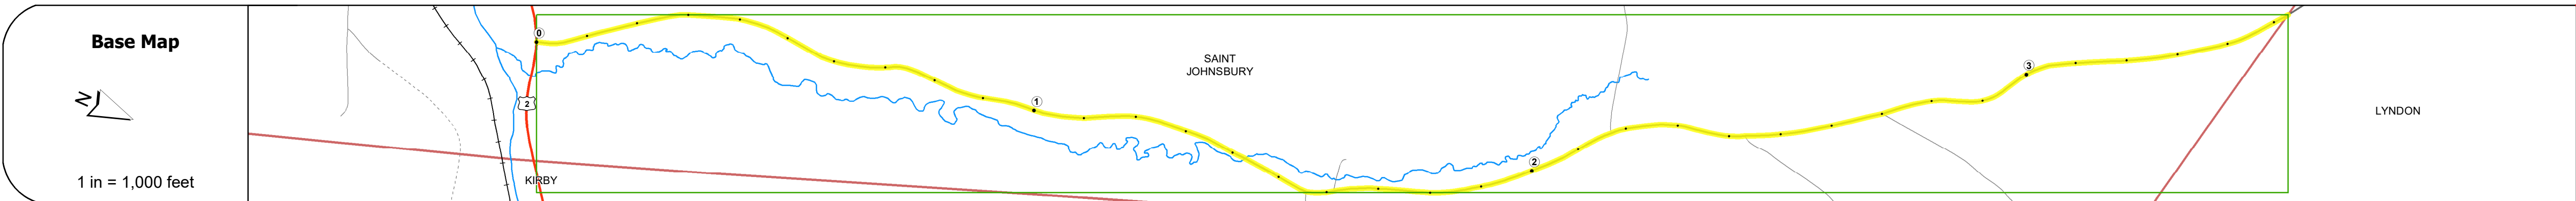 Base Map
N
1 in = 1,000 feet
0
2
KIRBY
SAINT
JOHNSBURY
1
2
3
LYNDON